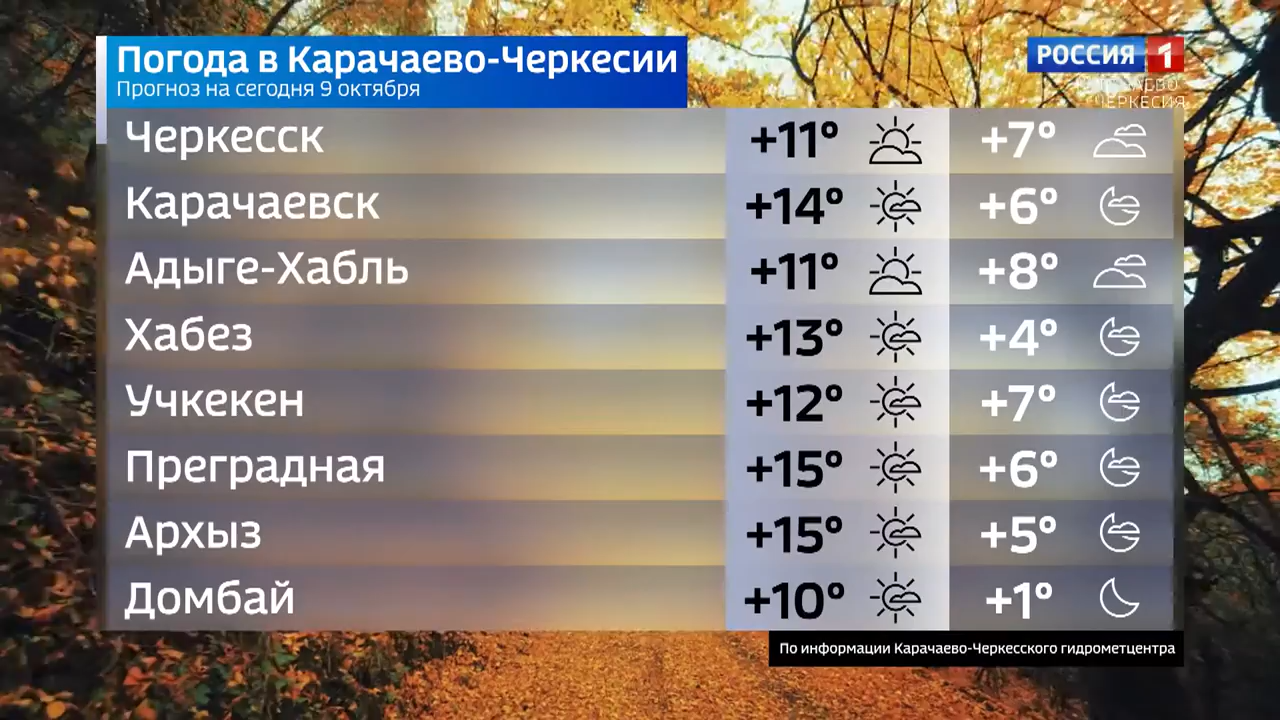 Погода в Карачаево-Черкесии
Прогноз на сегодня 9 октября
РОССИЯ 1
КАРАЧАЕВО
ЧЕРКЕСИЯ
Черкесск +11° +7°
Карачаевск +14° +6°
Адыге-Хабль +11° +8°
Хабез +13° +4°
Учкекен +12° +7°
Преградная +15° +6°
Архыз +15° +5°
Домбай +10° +1°
По информации Карачаево-Черкесского гидрометцентра